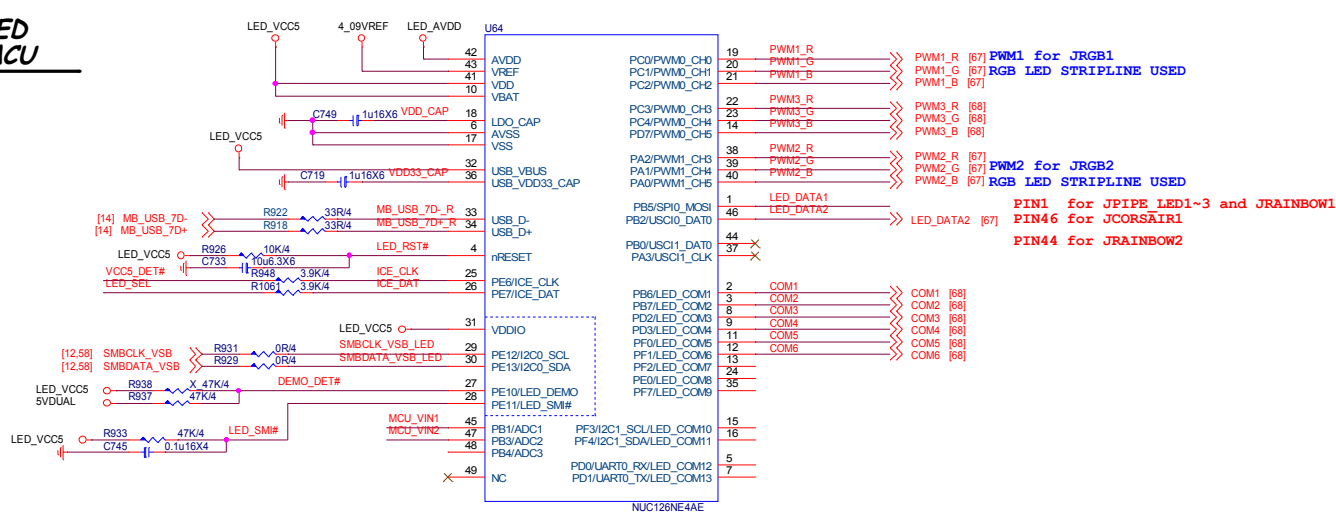 ED
LED_VCC5 4_09VREF LED_AVDD
U64
42 AVDD
43 VREF
41 VDD
10 VBAT
C749 1u16X6 VDD_CAP 18 LDO_CAP
6 AVSS
17 VSS
LED_VCC5
32 USB_VBUS
C719 1u16X6 VDD33_CAP 36 USB_VDD33_CAP
[14] MB_USB_7D- R922 33R/4 MB_USB_7D-_R 33 USB_D-
[14] MB_USB_7D+ R918 33R/4 MB_USB_7D+_R 34 USB_D+
LED_VCC5 R926 10K/4 LED_RST# 4 nRESET
C733 10u6.3X6
VCC5_DET# R948 3.9K/4 ICE_CLK 25 PE6/ICE_CLK
LED_SEL R1061 3.9K/4 ICE_DAT 26 PE7/ICE_DAT
LED_VCC5 31 VDDIO
[12,58] SMBCLK_VSB R931 0R/4 SMBCLK_VSB_LED 29 PE12/I2C0_SCL
[12,58] SMBDATA_VSB R929 0R/4 SMBDATA_VSB_LED 30 PE13/I2C0_SDA
LED_VCC5 R938 X_47K/4 DEMO_DET# 27 PE10/LED_DEMO
5VDUAL R937 47K/4 28 PE11/LED_SMI#
LED_VCC5 R933 47K/4 LED_SMI#
C745 0.1u16X4
MCU_VIN1 45 PB1/ADC1
MCU_VIN2 47 PB3/ADC2
48 PB4/ADC3
49 NC
PC0/PWM0_CH0 19 PWM1_R PWM1_R [67] PWM1 for JRGB1
PC1/PWM0_CH1 20 PWM1_G PWM1_G [67] RGB LED STRIPLINE USED
PC2/PWM0_CH2 21 PWM1_B PWM1_B [67]
PC3/PWM0_CH3 22 PWM3_R PWM3_R [68]
PC4/PWM0_CH4 23 PWM3_G PWM3_G [68]
PD7/PWM0_CH5 14 PWM3_B PWM3_B [68]
PA2/PWM1_CH3 38 PWM2_R PWM2_R [67] PWM2 for JRGB2
PA1/PWM1_CH4 39 PWM2_G PWM2_G [67]
PA0/PWM1_CH5 40 PWM2_B PWM2_B [67] RGB LED STRIPLINE USED
PB5/SPI0_MOSI 1 LED_DATA1 PIN1 for JPIPE_LED1~3 and JRAINBOW1
PB2/USCI0_DAT0 46 LED_DATA2 LED_DATA2 [67] PIN46 for JCORSAIR1
PB0/USCI1_DAT0 44 PIN44 for JRAINBOW2
PA3/USCI1_CLK 37
PB6/LED_COM1 2 COM1 COM1 [68]
PB7/LED_COM2 3 COM2 COM2 [68]
PD2/LED_COM3 8 COM3 COM3 [68]
PD3/LED_COM4 9 COM4 COM4 [68]
PF0/LED_COM5 11 COM5 COM5 [68]
PF1/LED_COM6 12 COM6 COM6 [68]
PF2/LED_COM7 13
PE0/LED_COM8 24
PF7/LED_COM9 35
PF3/I2C1_SCL/LED_COM10 15
PF4/I2C1_SDA/LED_COM11 16
PD0/UART0_RX/LED_COM12 5
PD1/UART0_TX/LED_COM13 7
NUC126NE4AE